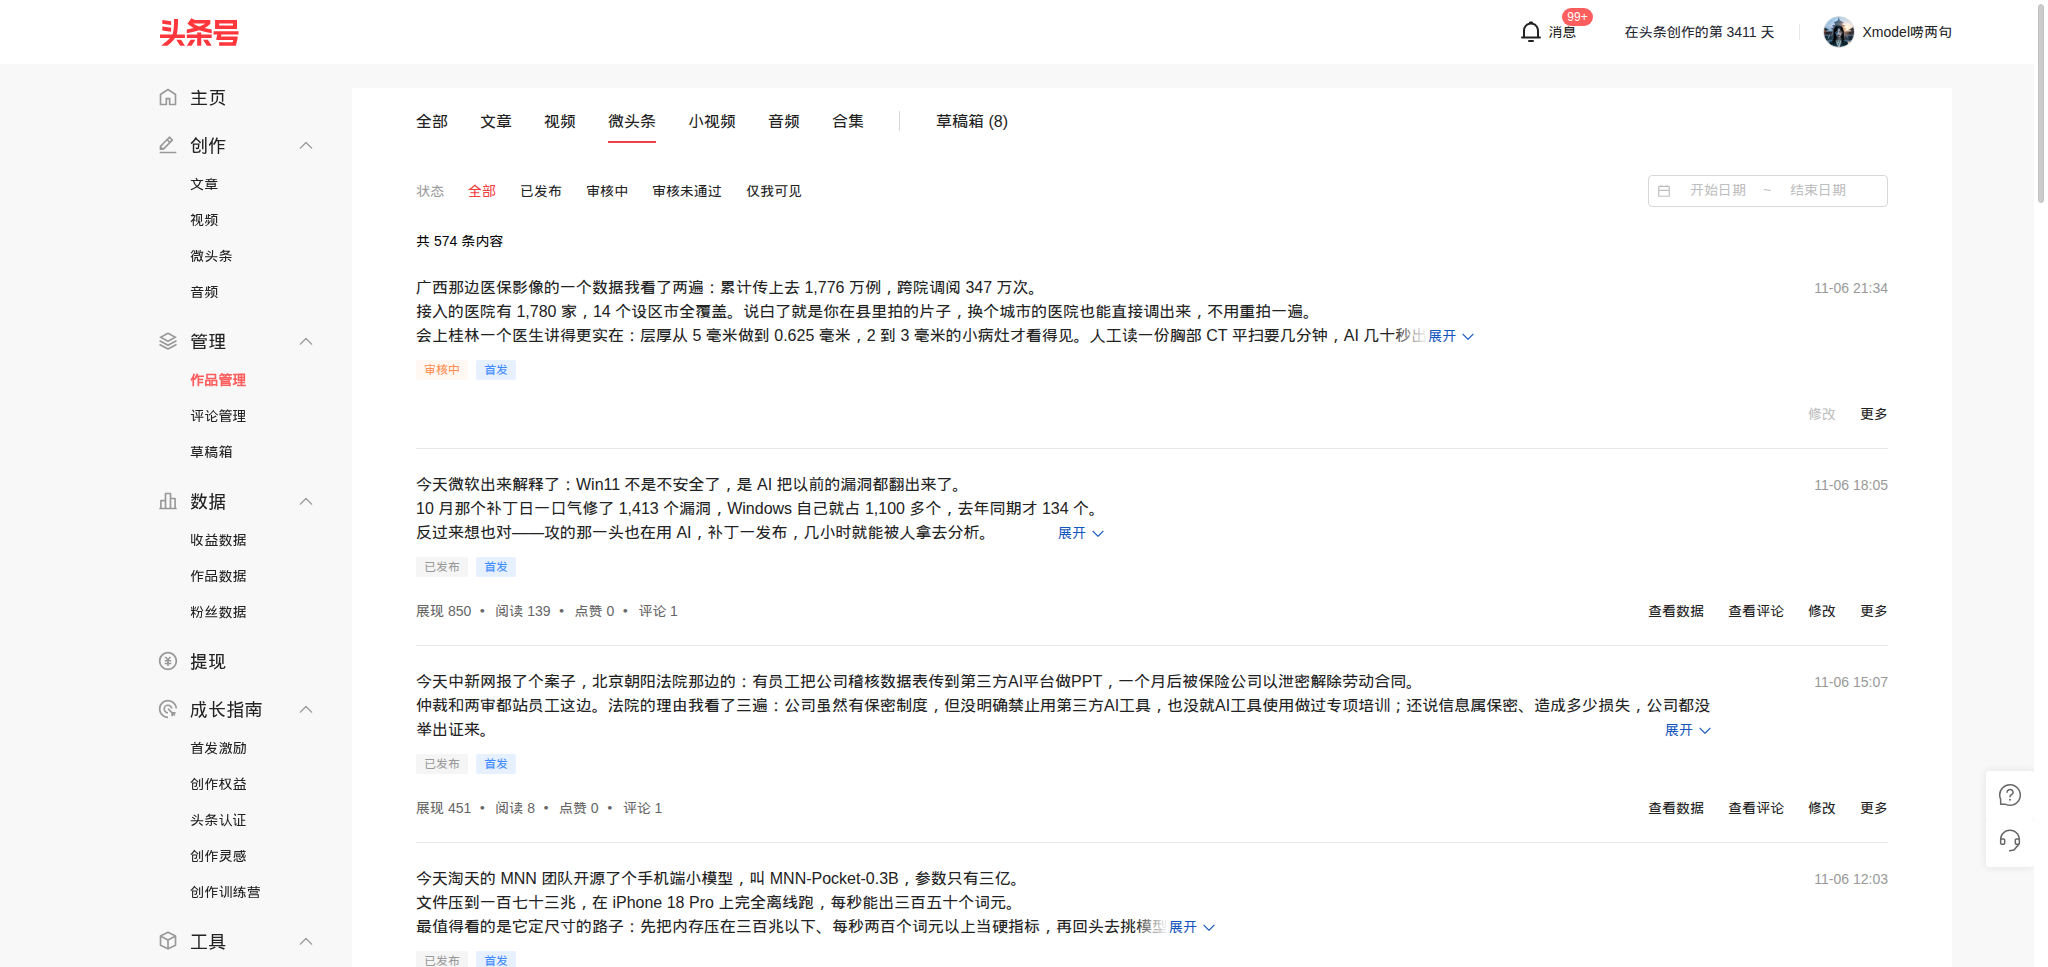 头条号
消息
99+
在头条创作的第 3411 天
Xmodel唠两句
主页
创作
文章
视频
微头条
音频
管理
作品管理
评论管理
草稿箱
数据
收益数据
作品数据
粉丝数据
提现
成长指南
首发激励
创作权益
头条认证
创作灵感
创作训练营
工具
全部 文章 视频 微头条 小视频 音频 合集 草稿箱 (8)
状态 全部 已发布 审核中 审核未通过 仅我可见
开始日期 ~ 结束日期
共 574 条内容
广西那边医保影像的一个数据我看了两遍：累计传上去 1,776 万例，跨院调阅 347 万次。
11-06 21:34
接入的医院有 1,780 家，14 个设区市全覆盖。说白了就是你在县里拍的片子，换个城市的医院也能直接调出来，不用重拍一遍。
会上桂林一个医生讲得更实在：层厚从 5 毫米做到 0.625 毫米，2 到 3 毫米的小病灶才看得见。人工读一份胸部 CT 平扫要几分钟，AI 几十秒出 展开
审核中 首发
修改 更多
今天微软出来解释了：Win11 不是不安全了，是 AI 把以前的漏洞都翻出来了。
11-06 18:05
10 月那个补丁日一口气修了 1,413 个漏洞，Windows 自己就占 1,100 多个，去年同期才 134 个。
反过来想也对——攻的那一头也在用 AI，补丁一发布，几小时就能被人拿去分析。 展开
已发布 首发
展现 850 • 阅读 139 • 点赞 0 • 评论 1
查看数据 查看评论 修改 更多
今天中新网报了个案子，北京朝阳法院那边的：有员工把公司稽核数据表传到第三方AI平台做PPT，一个月后被保险公司以泄密解除劳动合同。
11-06 15:07
仲裁和两审都站员工这边。法院的理由我看了三遍：公司虽然有保密制度，但没明确禁止用第三方AI工具，也没就AI工具使用做过专项培训；还说信息属保密、造成多少损失，公司都没
举出证来。 展开
已发布 首发
展现 451 • 阅读 8 • 点赞 0 • 评论 1
查看数据 查看评论 修改 更多
今天淘天的 MNN 团队开源了个手机端小模型，叫 MNN-Pocket-0.3B，参数只有三亿。
11-06 12:03
文件压到一百七十三兆，在 iPhone 18 Pro 上完全离线跑，每秒能出三百五十个词元。
最值得看的是它定尺寸的路子：先把内存压在三百兆以下、每秒两百个词元以上当硬指标，再回头去挑模型 展开
已发布 首发